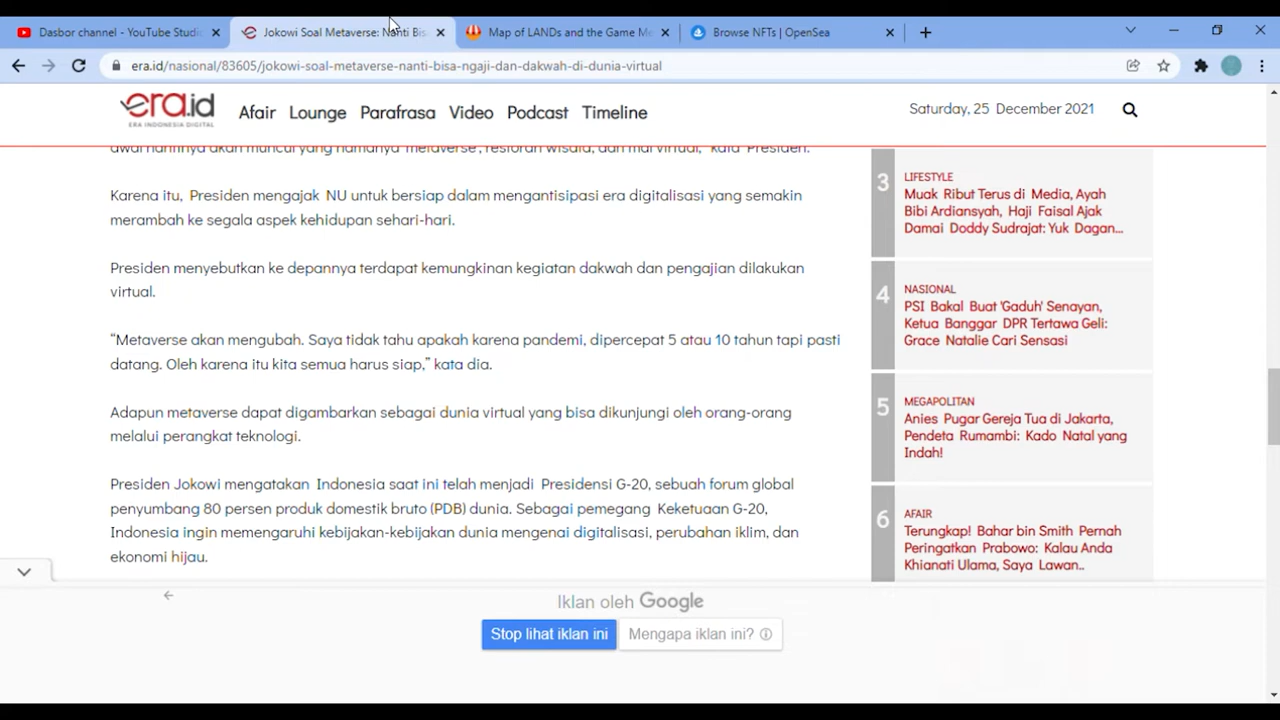 Dasbor channel - YouTube Studi
Jokowi Soal Metaverse: Nanti Bis
Map of LANDs and the Game Me
Browse NFTs | OpenSea
era.id/nasional/83605/jokowi-soal-metaverse-nanti-bisa-ngaji-dan-dakwah-di-dunia-virtual
era.id
ERA INDONESIA DIGITAL
Afair Lounge Parafrasa Video Podcast Timeline
Saturday, 25 December 2021
awal nantinya akan muncul yang namanya 'metaverse', restoran wisata, dan mal virtual," kata Presiden.
Karena itu, Presiden mengajak NU untuk bersiap dalam mengantisipasi era digitalisasi yang semakin
merambah ke segala aspek kehidupan sehari-hari.
Presiden menyebutkan ke depannya terdapat kemungkinan kegiatan dakwah dan pengajian dilakukan
virtual.
“Metaverse akan mengubah. Saya tidak tahu apakah karena pandemi, dipercepat 5 atau 10 tahun tapi pasti
datang. Oleh karena itu kita semua harus siap,” kata dia.
Adapun metaverse dapat digambarkan sebagai dunia virtual yang bisa dikunjungi oleh orang-orang
melalui perangkat teknologi.
Presiden Jokowi mengatakan Indonesia saat ini telah menjadi Presidensi G-20, sebuah forum global
penyumbang 80 persen produk domestik bruto (PDB) dunia. Sebagai pemegang Keketuaan G-20,
Indonesia ingin memengaruhi kebijakan-kebijakan dunia mengenai digitalisasi, perubahan iklim, dan
ekonomi hijau.
3
LIFESTYLE
Muak Ribut Terus di Media, Ayah
Bibi Ardiansyah, Haji Faisal Ajak
Damai Doddy Sudrajat: Yuk Dagan...
4
NASIONAL
PSI Bakal Buat 'Gaduh' Senayan,
Ketua Banggar DPR Tertawa Geli:
Grace Natalie Cari Sensasi
5
MEGAPOLITAN
Anies Pugar Gereja Tua di Jakarta,
Pendeta Rumambi: Kado Natal yang
Indah!
6
AFAIR
Terungkap! Bahar bin Smith Pernah
Peringatkan Prabowo: Kalau Anda
Khianati Ulama, Saya Lawan..
Iklan oleh Google
Stop lihat iklan ini
Mengapa iklan ini?